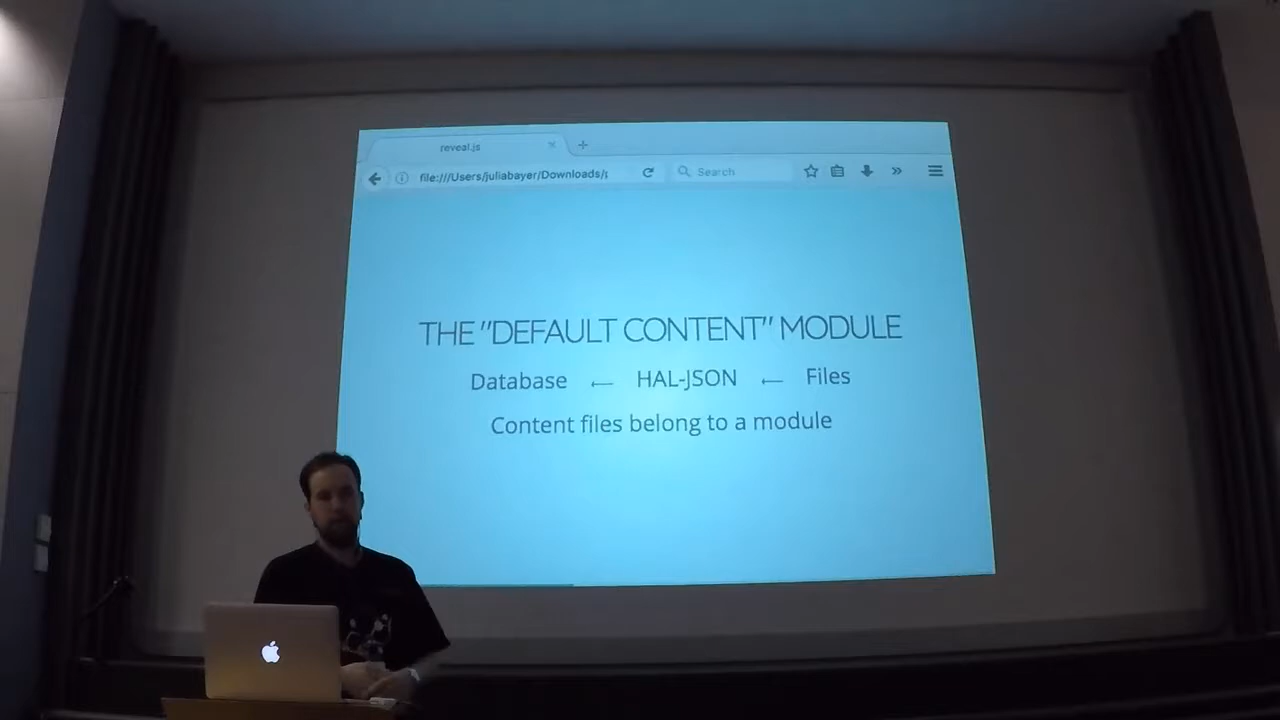 reveal.js
file:///Users/juliabayer/Downloads/
Search
THE "DEFAULT CONTENT" MODULE
Database ← HAL-JSON ← Files
Content files belong to a module